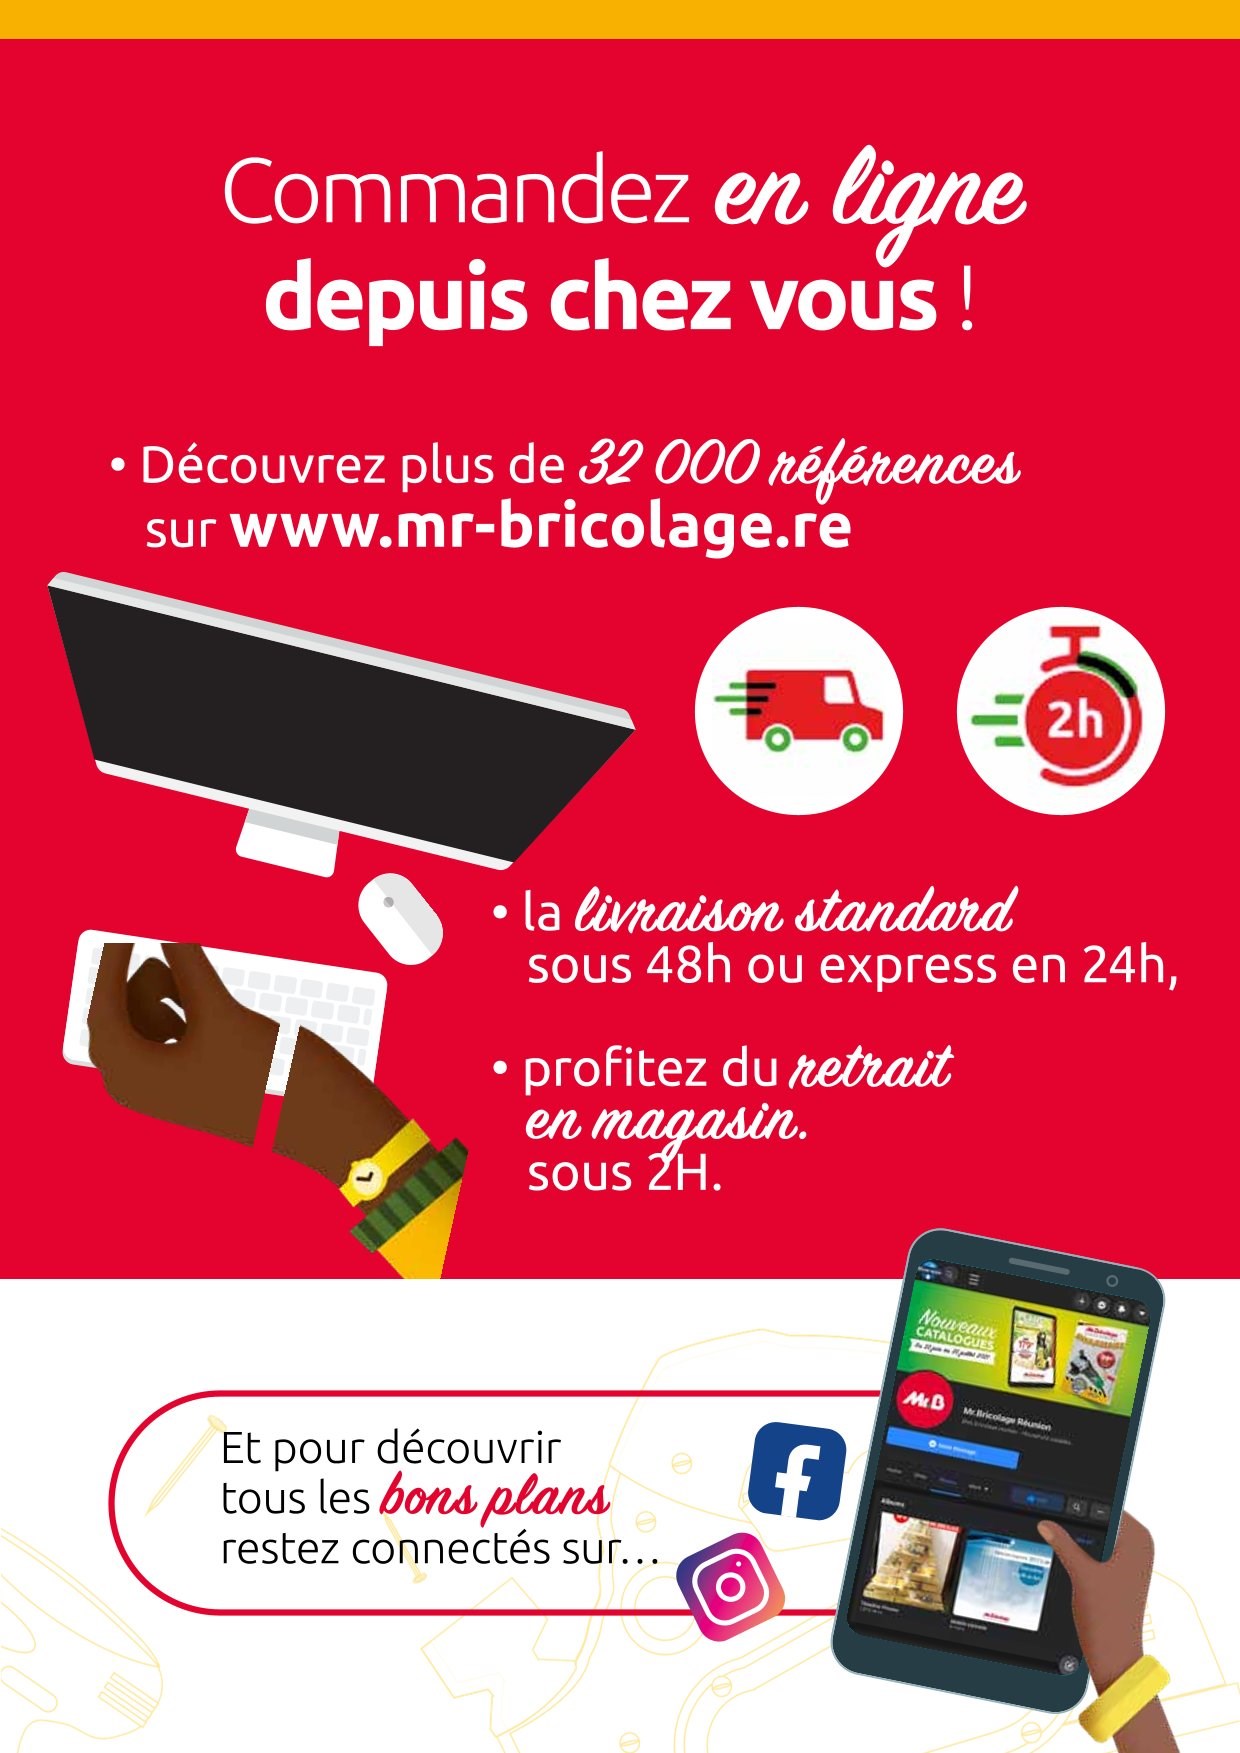 Commandez en ligne
depuis chez vous !
• Découvrez plus de 32 000 références
sur www.mr-bricolage.re
2h
• la livraison standard
sous 48h ou express en 24h,
• profitez du retrait
en magasin.
sous 2H.
Nouveaux
CATALOGUES
Mr.B
Mr.Bricolage Réunion
Albums
Et pour découvrir
tous les bons plans
restez connectés sur...